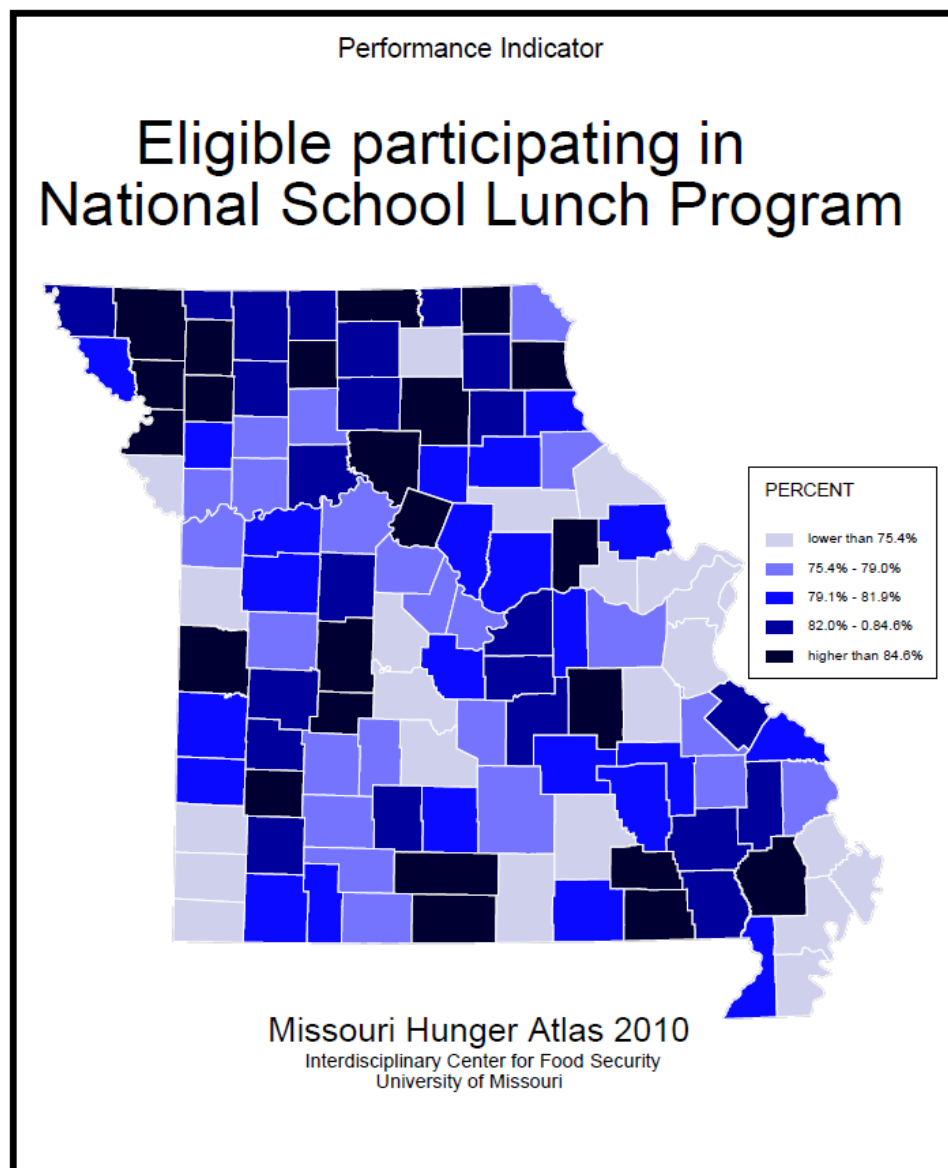 Performance Indicator
Eligible participating in
National School Lunch Program
PERCENT
lower than 75.4%
75.4% - 79.0%
79.1% - 81.9%
82.0% - 0.84.6%
higher than 84.6%
Missouri Hunger Atlas 2010
Interdisciplinary Center for Food Security
University of Missouri